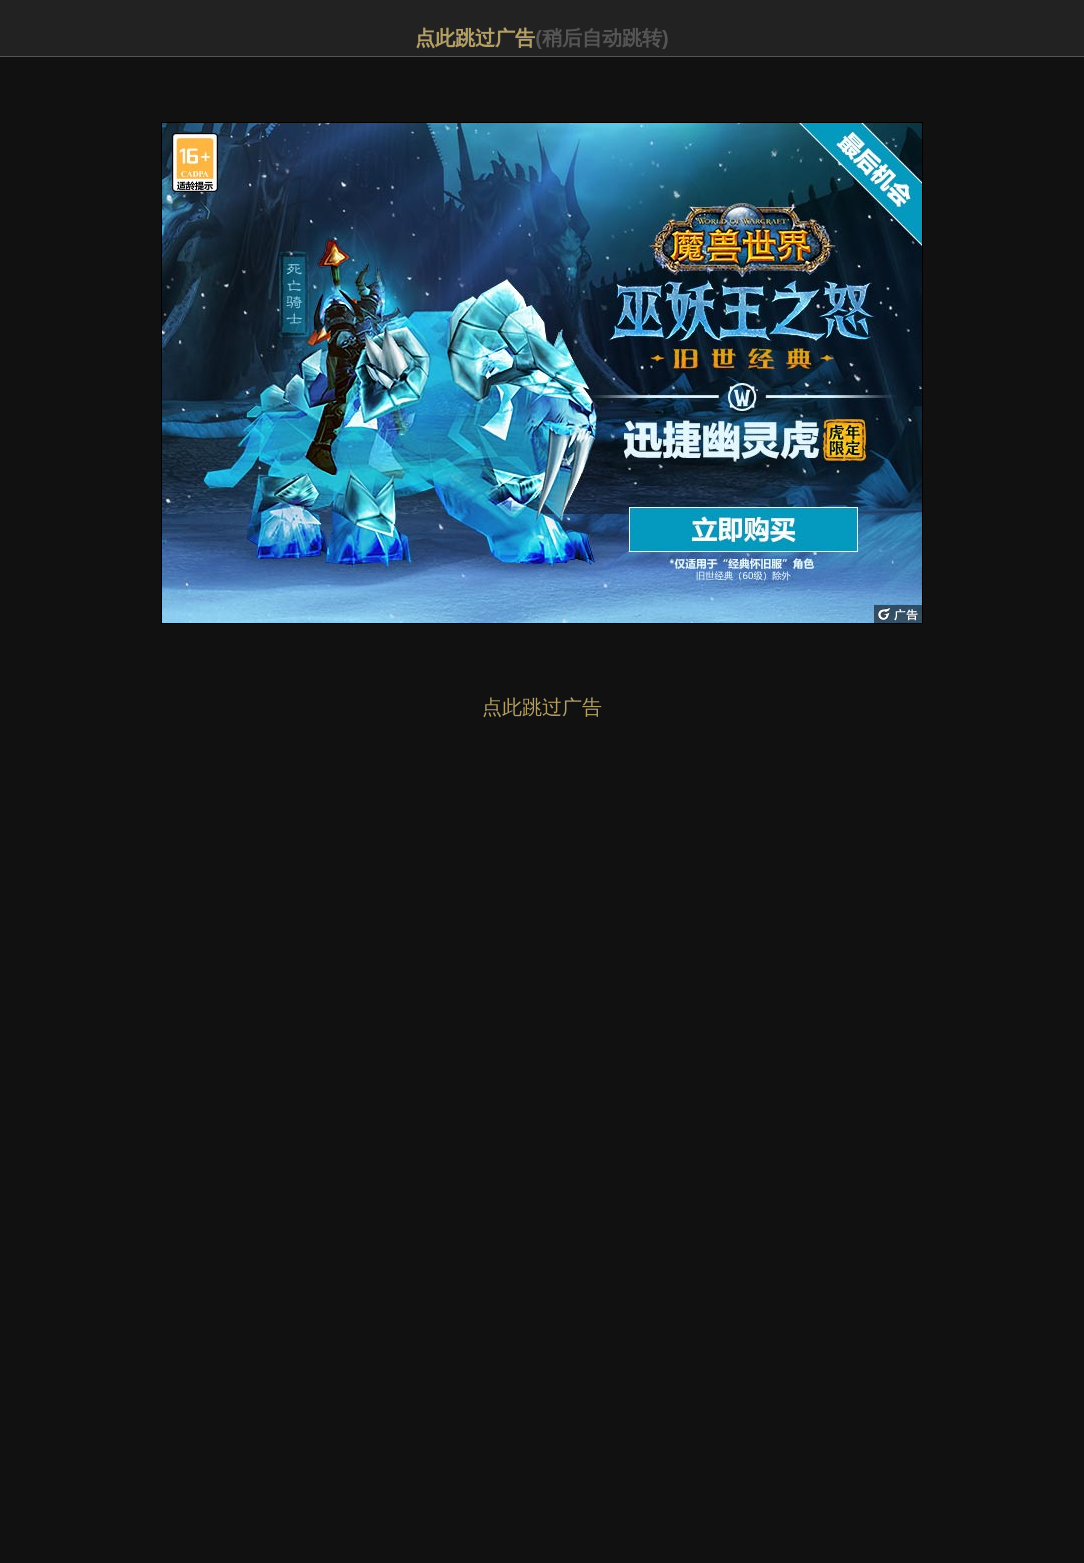 点此跳过广告(稍后自动跳转)
16+
CADPA
适龄提示
最后机会
WORLD OF WARCRAFT
魔兽世界
死亡骑士
巫妖王之怒
旧世经典
W
迅捷幽灵虎 虎年限定
立即购买
*仅适用于“经典怀旧服”角色
旧世经典（60级）除外
广告
点此跳过广告